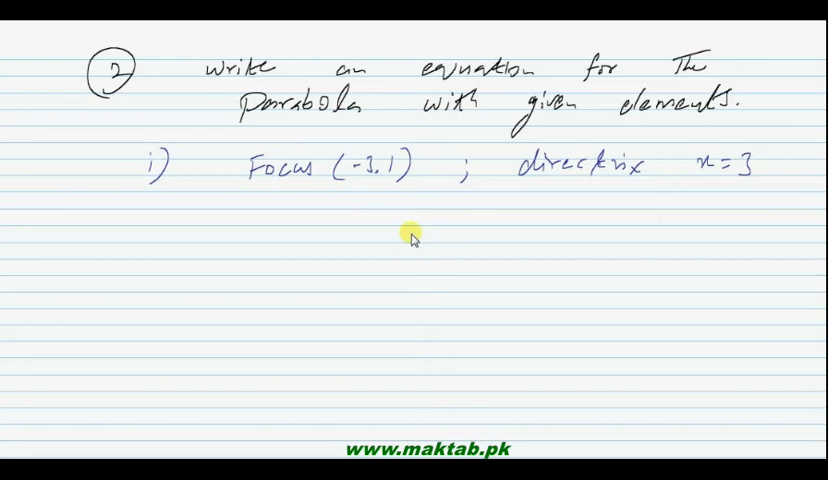 2 write an equation for The
Parabola with given elements.
i) Focus (-3,1) ; directrix x = 3
www.maktab.pk